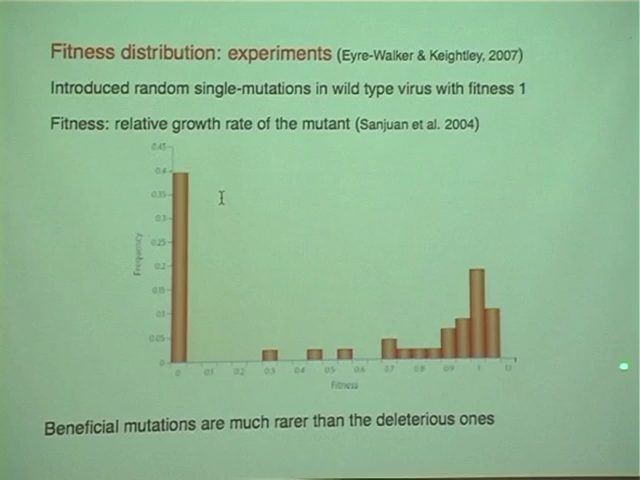 Fitness distribution: experiments (Eyre-Walker & Keightley, 2007)
Introduced random single-mutations in wild type virus with fitness 1
Fitness: relative growth rate of the mutant (Sanjuan et al. 2004)
0.45
0.4
0.35
0.3
0.25
0.2
0.15
0.1
0.05
0
Frequency
0 0.1 0.2 0.3 0.4 0.5 0.6 0.7 0.8 0.9 1 1.1
Fitness
Beneficial mutations are much rarer than the deleterious ones